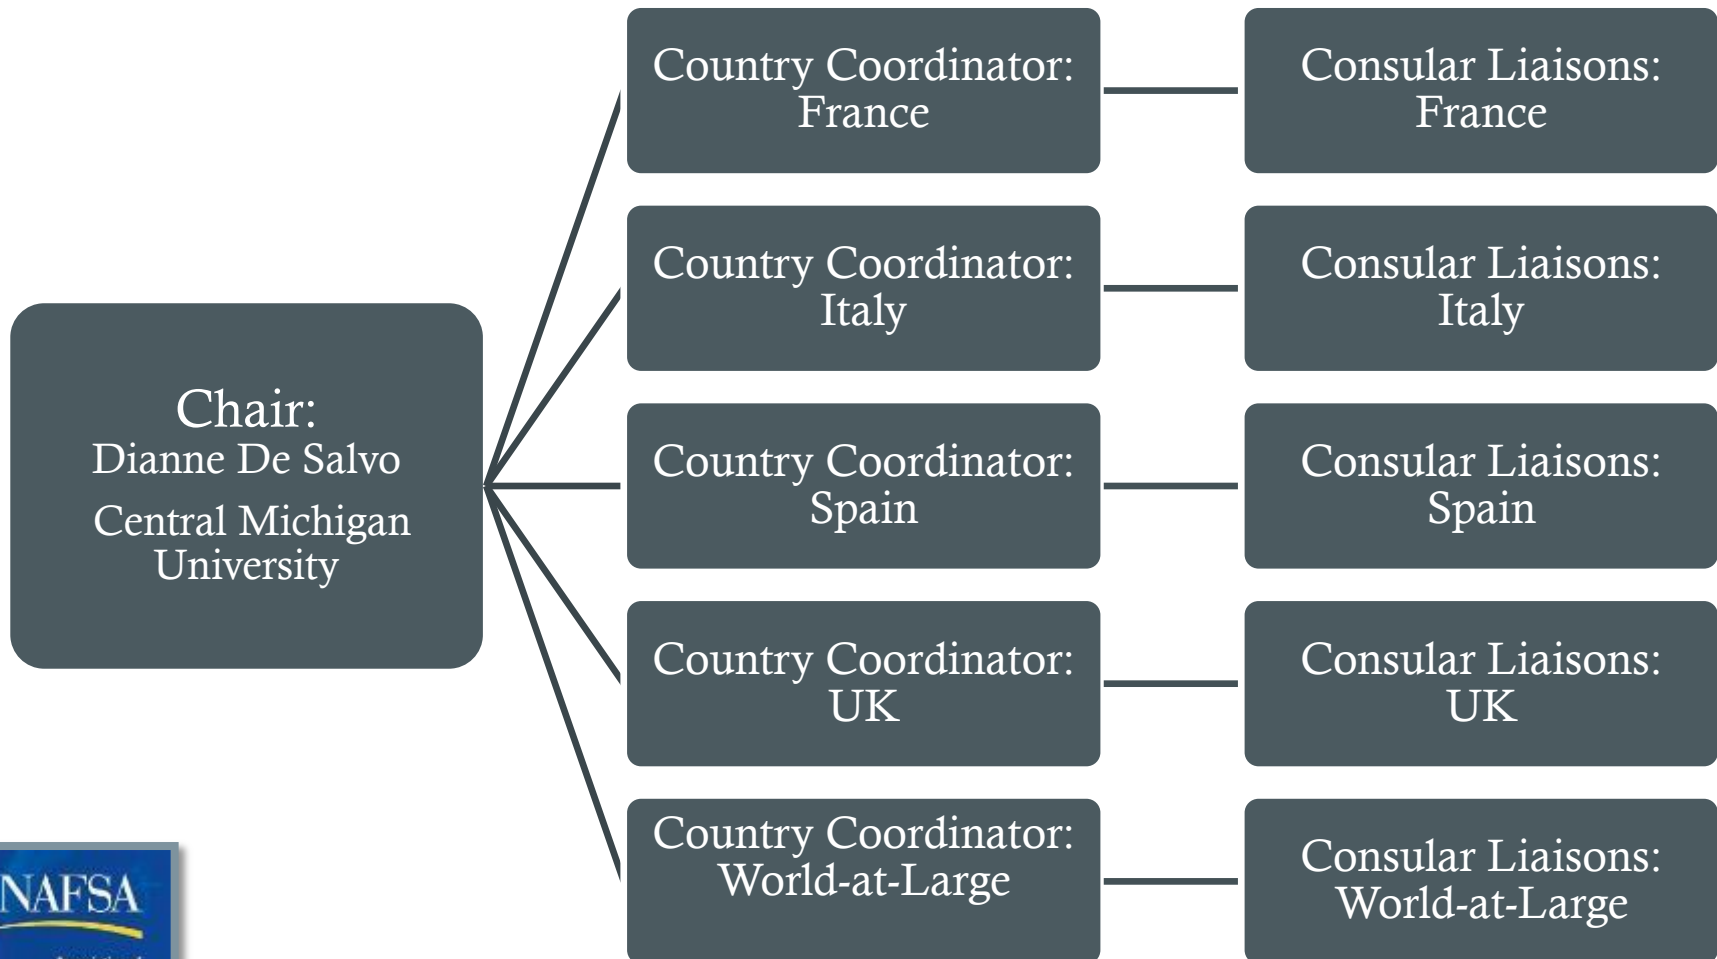 Chair:
Dianne De Salvo
Central Michigan
University
Country Coordinator:
France
Consular Liaisons:
France
Country Coordinator:
Italy
Consular Liaisons:
Italy
Country Coordinator:
Spain
Consular Liaisons:
Spain
Country Coordinator:
UK
Consular Liaisons:
UK
Country Coordinator:
World-at-Large
Consular Liaisons:
World-at-Large
NAFSA